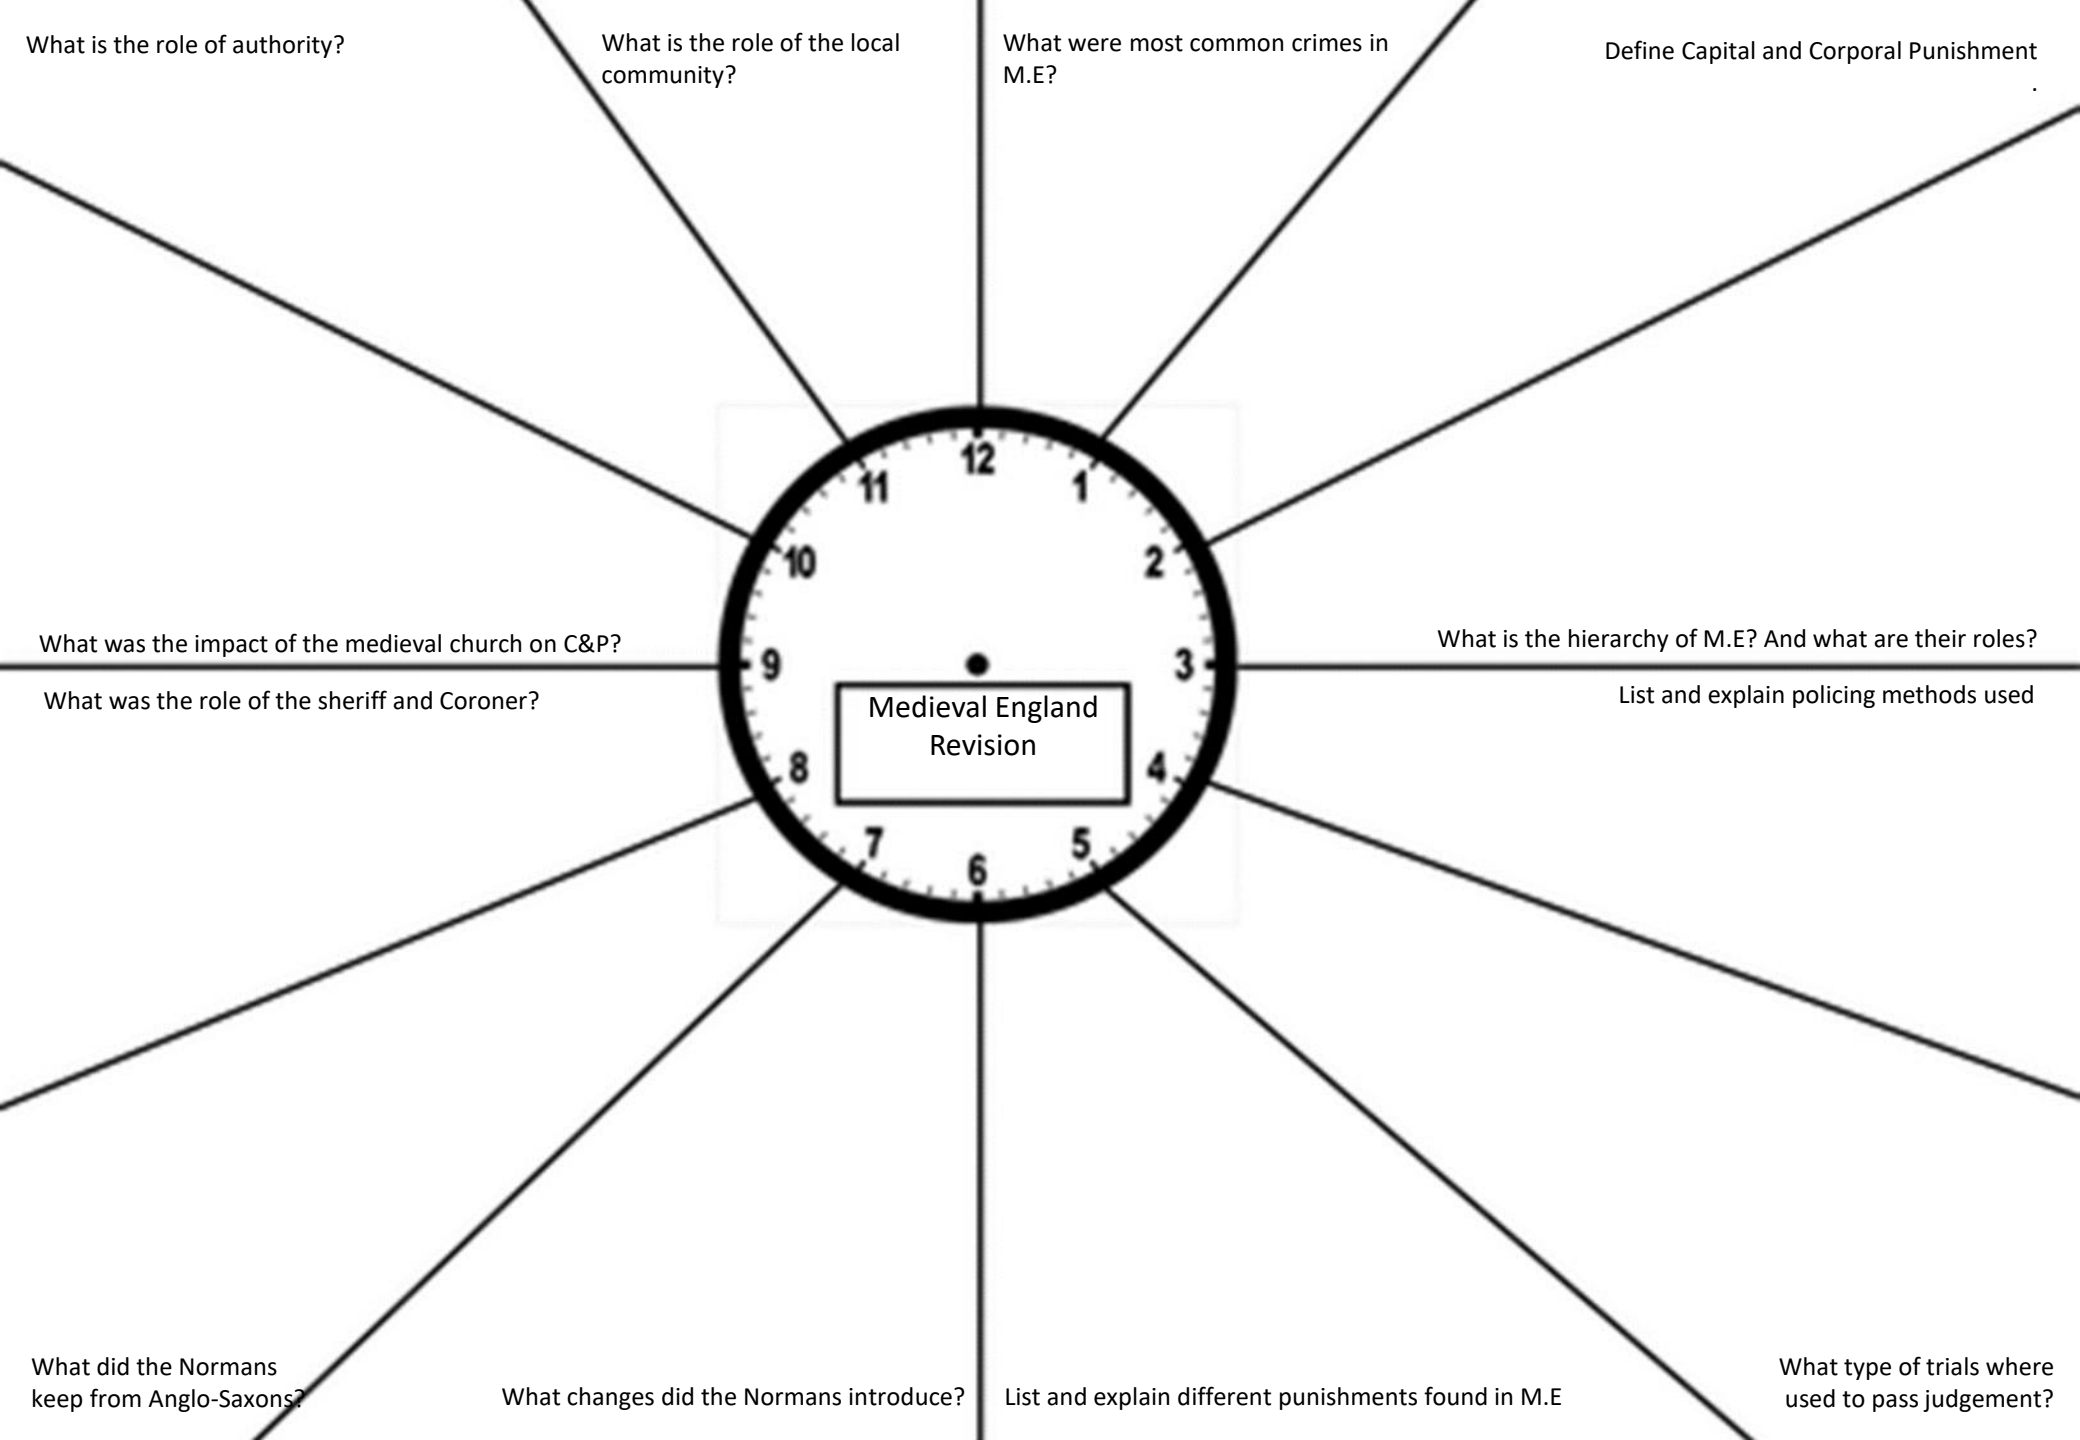 What is the role of authority?
What is the role of the local
community?
What were most common crimes in
M.E?
Define Capital and Corporal Punishment
.
12
11
1
10
2
What was the impact of the medieval church on C&P?
What is the hierarchy of M.E? And what are their roles?
9
3
What was the role of the sheriff and Coroner?
List and explain policing methods used
Medieval England
Revision
8
4
7
5
6
What did the Normans
keep from Anglo-Saxons?
What changes did the Normans introduce?
List and explain different punishments found in M.E
What type of trials where
used to pass judgement?